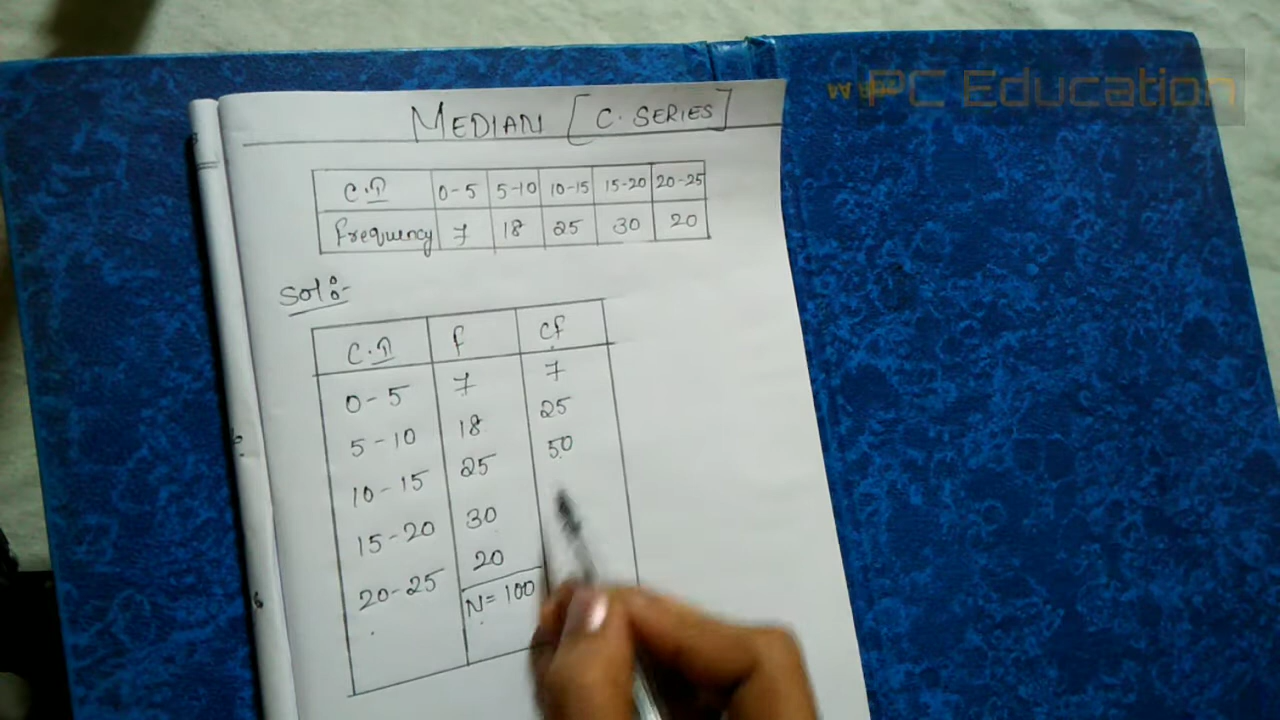 PC Education
MEDIAN [C. SERIES]
C.I 0-5 5-10 10-15 15-20 20-25
frequency 7 18 25 30 20
Sol:-
C.I f cf
0-5 7 7
5-10 18 25
10-15 25 50
15-20 30
20-25 20
N=100